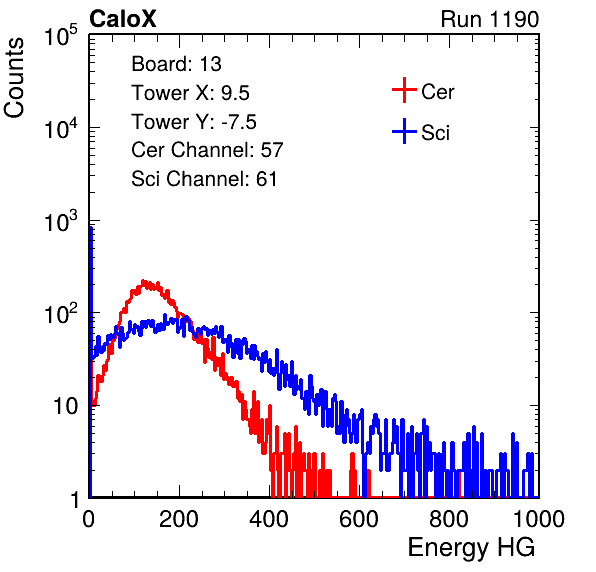 CaloX
Run 1190
Counts
10^5
10^4
10^3
10^2
10
1
Board: 13
Tower X: 9.5
Tower Y: -7.5
Cer Channel: 57
Sci Channel: 61
Cer
Sci
0 200 400 600 800 1000
Energy HG